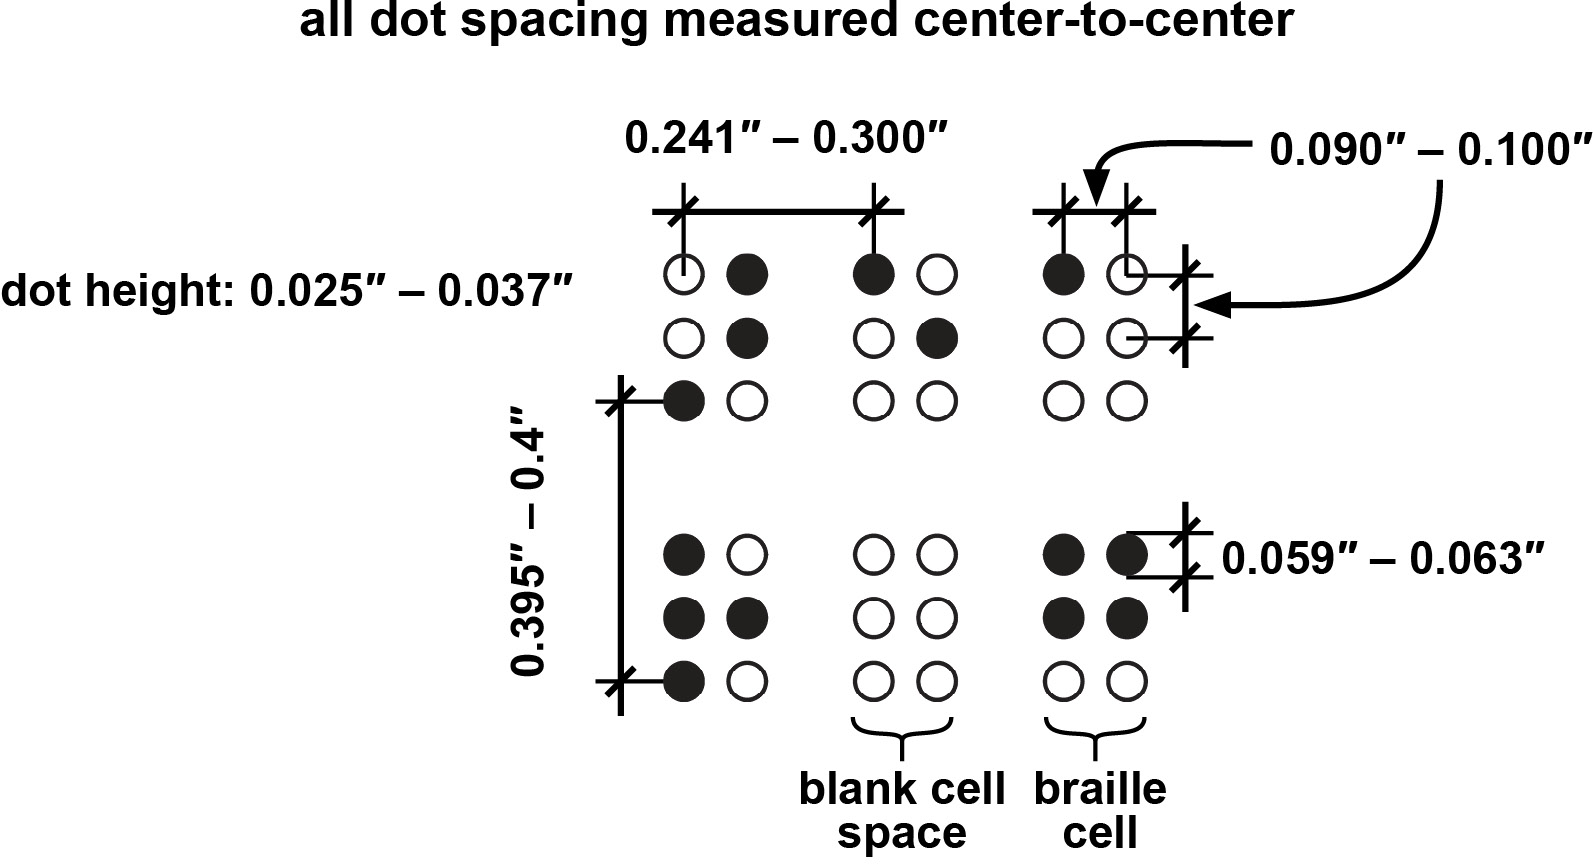 all dot spacing measured center-to-center
0.241″ – 0.300″
0.090″ – 0.100″
dot height: 0.025″ – 0.037″
0.395″ – 0.4″
0.059″ – 0.063″
blank cell
space
braille
cell